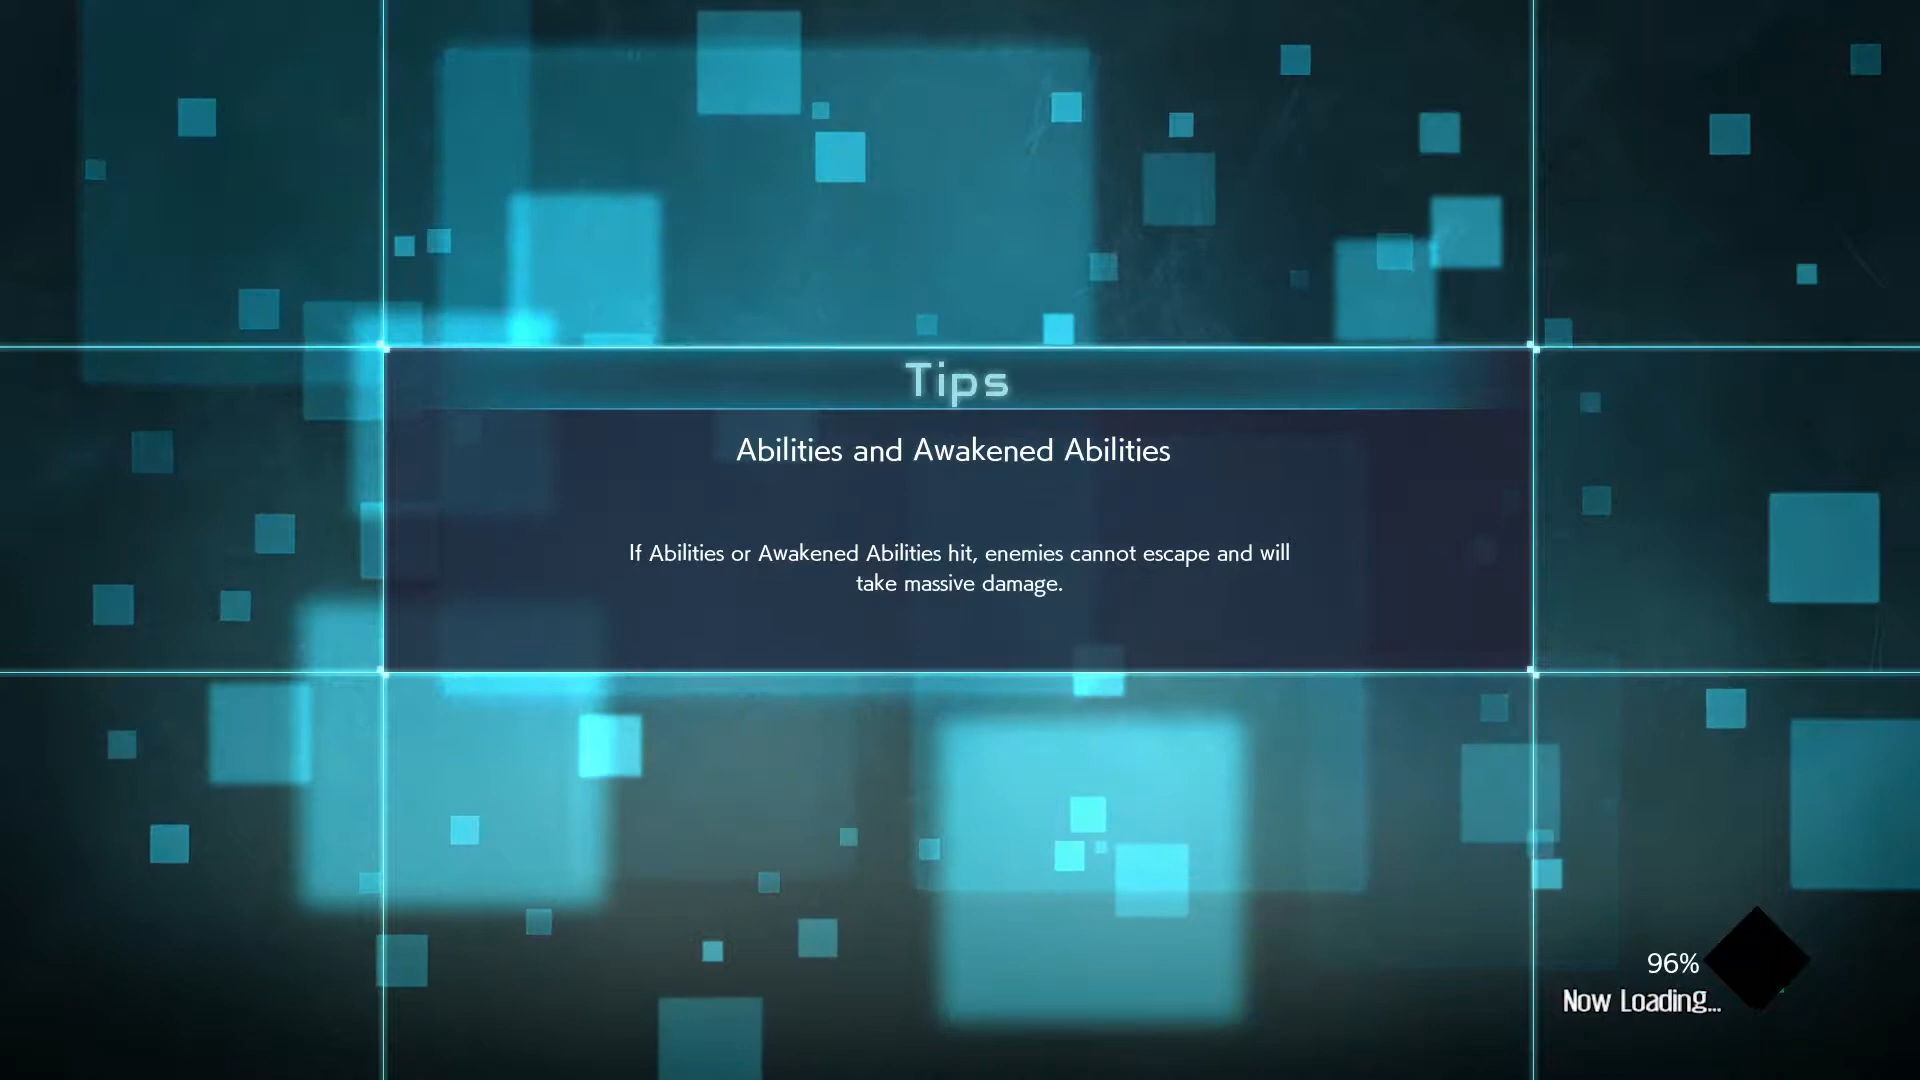 Tips
Abilities and Awakened Abilities
If Abilities or Awakened Abilities hit, enemies cannot escape and will
take massive damage.
96%
Now Loading...